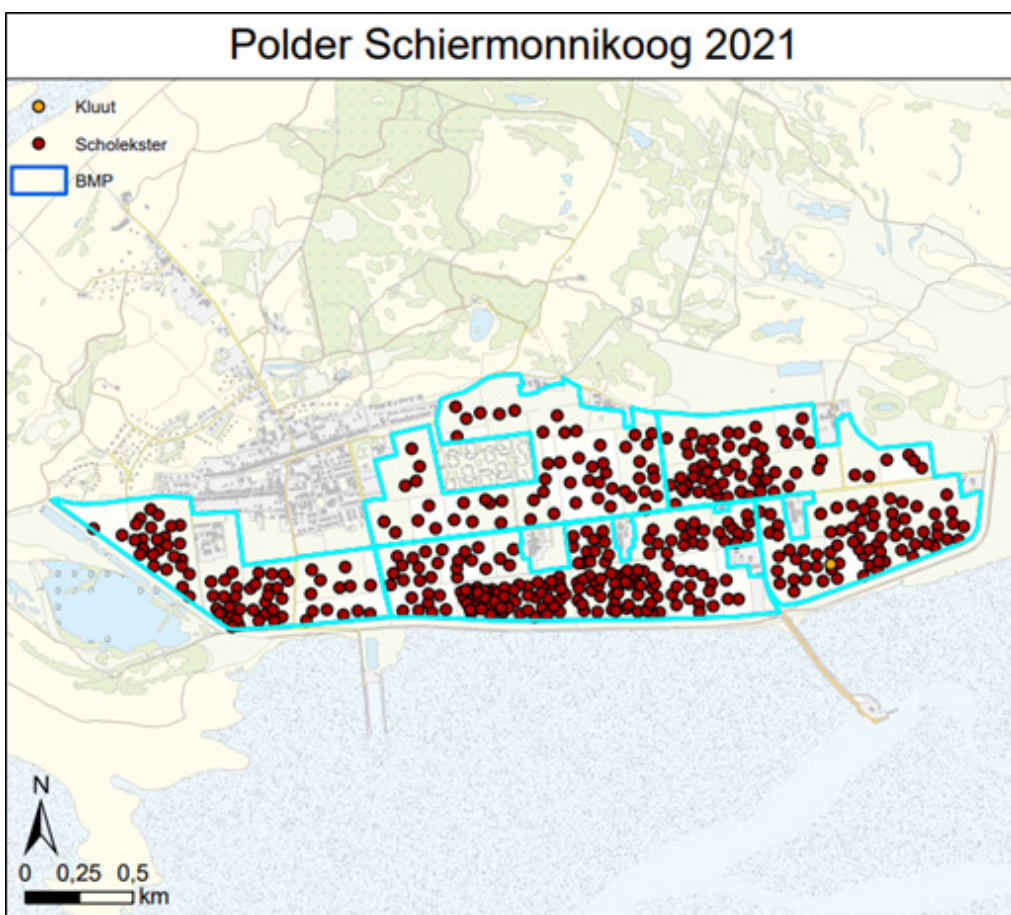 Polder Schiermonnikoog 2021
Kluut
Scholekster
BMP
N
0 0,25 0,5
km